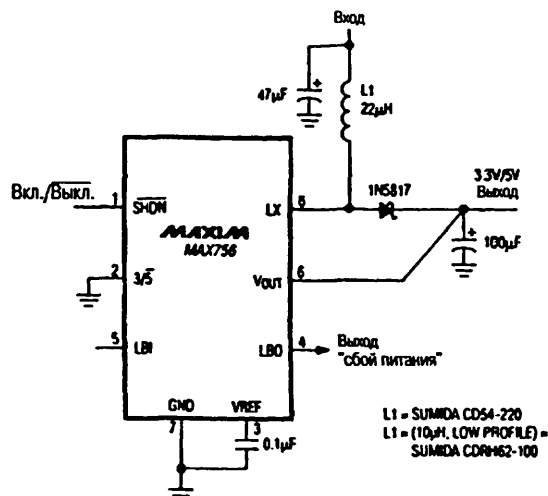 Вход
47µF
L1
22µH
1N5817
3.3V/5V
Выход
Вкл./Выкл.
1
SHDN
MAXIM
MAX756
LX
8
100µF
2
3/5
VOUT
6
5
LBI
LBO
4
Выход
"сбой питания"
GND
VREF
7
3
0.1µF
L1 = SUMIDA CD54-220
L1 = (10µH, LOW PROFILE) =
SUMIDA CDRH62-100